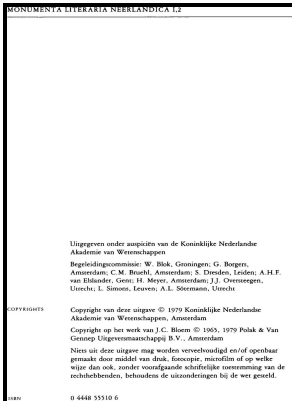 MONUMENTA LITERARIA NEERLANDICA I,2
Uitgegeven onder auspiciën van de Koninklijke Nederlandse
Akademie van Wetenschappen
Begeleidingscommissie: W. Blok, Groningen; G. Borgers,
Amsterdam; C.M. Bruehl, Amsterdam; S. Dresden, Leiden; A.H.F.
van Elslander, Gent; H. Meyer, Amsterdam; J.J. Oversteegen,
Utrecht; L. Simons, Leuven; A.L. Sötemann, Utrecht
COPYRIGHTS
Copyright van deze uitgave © 1979 Koninklijke Nederlandse
Akademie van Wetenschappen, Amsterdam
Copyright op het werk van J.C. Bloem © 1965, 1979 Polak & Van
Gennep Uitgeversmaatschappij B.V., Amsterdam
Niets uit deze uitgave mag worden verveelvoudigd en/of openbaar
gemaakt door middel van druk, fotocopie, microfilm of op welke
wijze dan ook, zonder voorafgaande schriftelijke toestemming van de
rechthebbenden, behoudens de uitzonderingen bij de wet gesteld.
ISBN 0 4448 55510 6